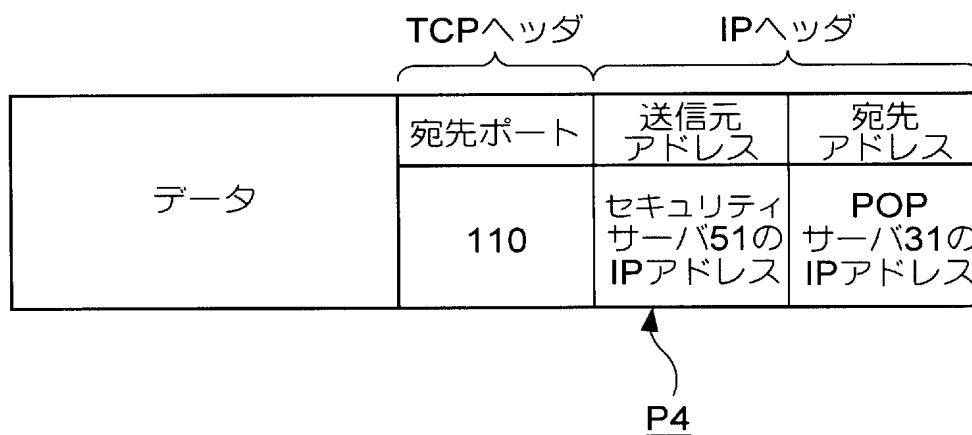 TCPヘッダ
IPヘッダ
データ
宛先ポート
送信元
アドレス
宛先
アドレス
110
セキュリティ
サーバ51の
IPアドレス
POP
サーバ31の
IPアドレス
P4